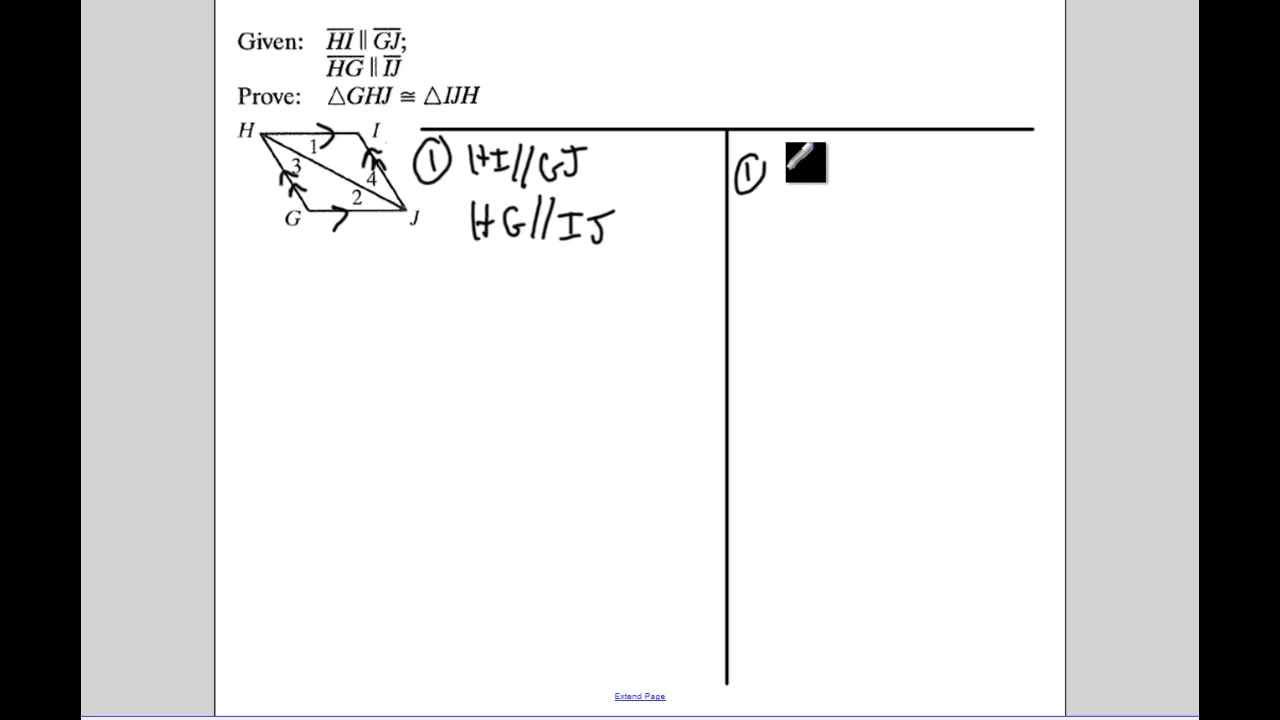 Given: HI || GJ;
HG || IJ
Prove: △GHJ ≅ △IJH
H I
1
3
4
2
G J
① HI//GJ ①
HG//IJ
Extend Page